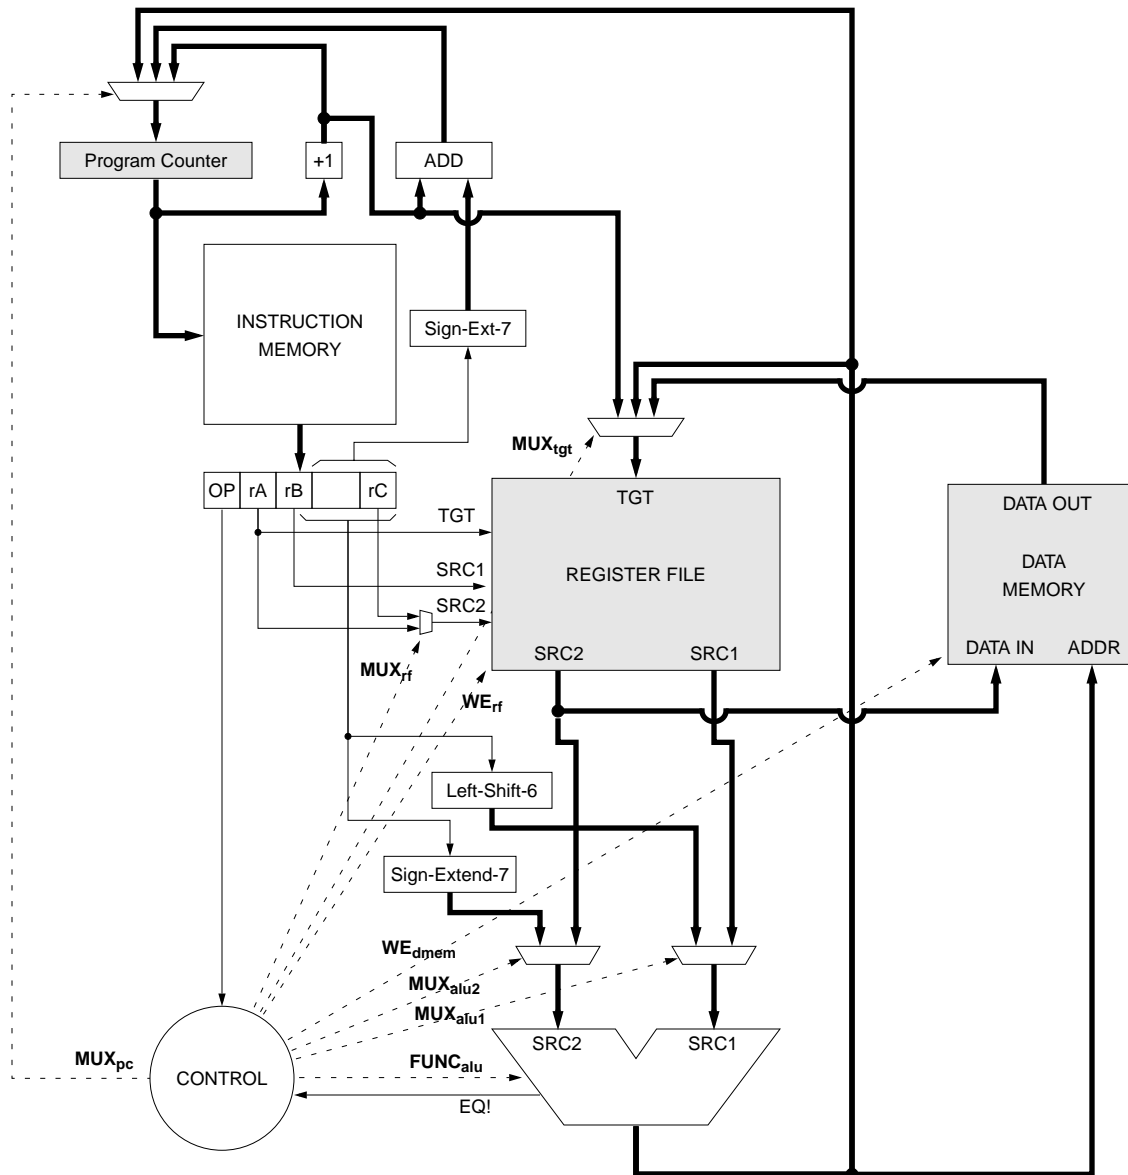 Program Counter
+1
ADD
INSTRUCTION
MEMORY
Sign-Ext-7
MUXtgt
OP rA rB rC
TGT
DATA OUT
TGT
SRC1
REGISTER FILE
DATA
MEMORY
SRC2
MUXrf
SRC2
SRC1
DATA IN
ADDR
WErf
Left-Shift-6
Sign-Extend-7
WEdmem
MUXalu2
MUXalu1
SRC2
SRC1
MUXpc
CONTROL
FUNCalu
EQ!